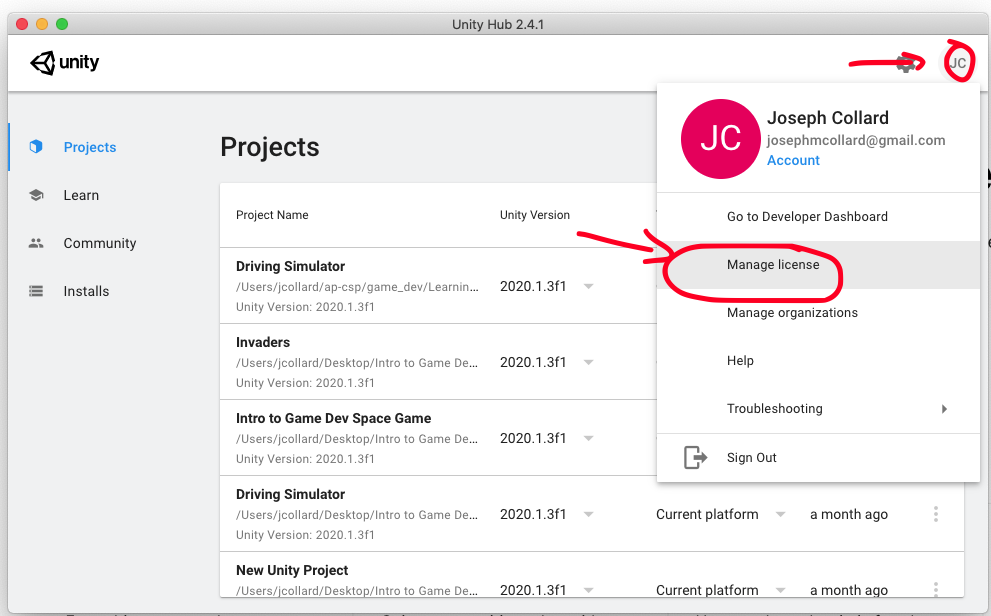 Unity Hub 2.4.1
unity
JC
JC
Joseph Collard
josephmcollard@gmail.com
Account
Go to Developer Dashboard
Manage license
Manage organizations
Help
Troubleshooting
Sign Out
Projects
Learn
Community
Installs
Projects
Project Name Unity Version
Driving Simulator
/Users/jcollard/ap-csp/game_dev/Learnin...
Unity Version: 2020.1.3f1
2020.1.3f1
Invaders
/Users/jcollard/Desktop/Intro to Game De...
Unity Version: 2020.1.3f1
2020.1.3f1
Intro to Game Dev Space Game
/Users/jcollard/Desktop/Intro to Game De...
Unity Version: 2020.1.3f1
2020.1.3f1
Driving Simulator
/Users/jcollard/Desktop/Intro to Game De...
Unity Version: 2020.1.3f1
2020.1.3f1 Current platform a month ago
New Unity Project
/Users/jcollard/Desktop/Intro to Game De...
2020.1.3f1 Current platform a month ago